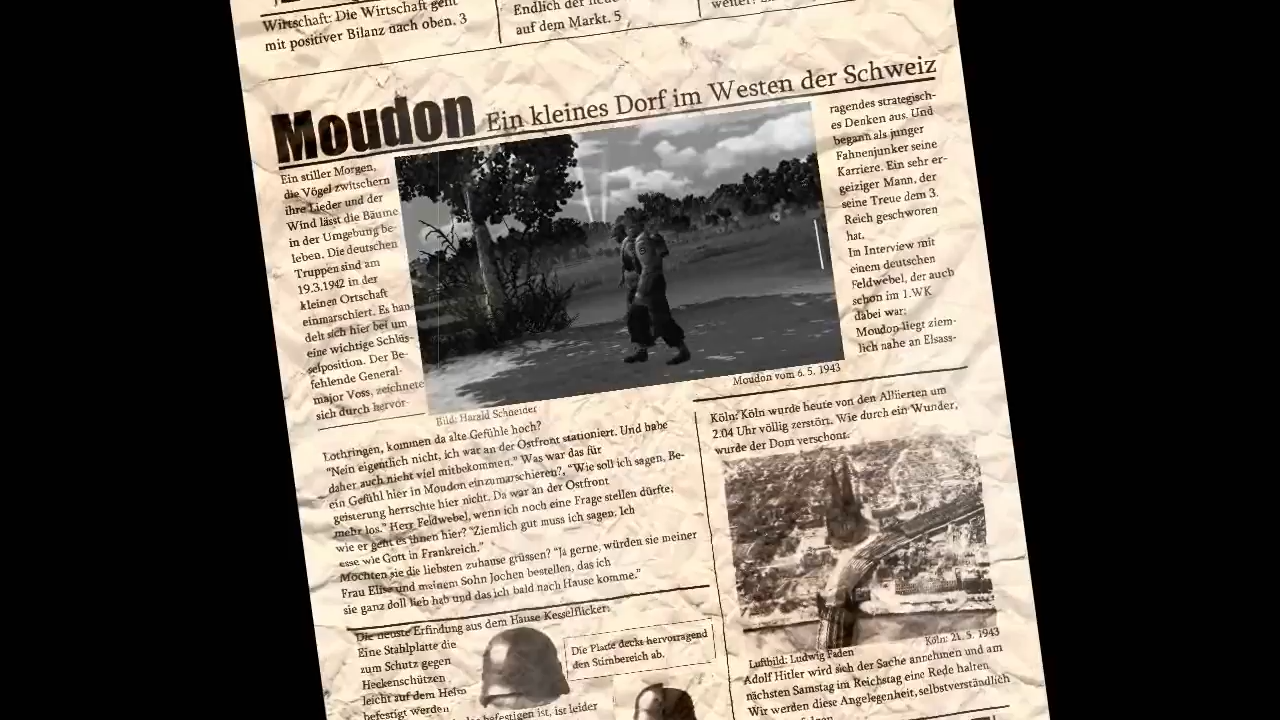 Wirtschaft: Die Wirtschaft geht
mit positiver Bilanz nach oben. 3
Endlich der neue
auf dem Markt. 5
Moudon Ein kleines Dorf im Westen der Schweiz
Ein stiller Morgen,
die Vögel zwitschern
ihre Lieder und der
Wind lässt die Bäume
in der Umgebung be-
leben. Die deutschen
Truppen sind am
19.3.1942 in der
kleinen Ortschaft
einmarschiert. Es han
delt sich hier bei um
eine wichtige Schlüs-
selposition. Der Be-
fehlende General-
major Voss, zeichnete
sich durch hervor-
ragendes strategisch-
es Denken aus. Und
begann als junger
Fahnenjunker seine
Karriere. Ein sehr er-
geiziger Mann, der
seine Treue dem 3.
Reich geschworen
hat.
Im Interview mit
einem deutschen
Feldwebel, der auch
schon im 1.WK
dabei war:
Moudon liegt ziem-
lich nahe an Elsass-
Bild: Harald Schneider
Moudon vom 6. 5. 1943
Lothringen, kommen da alte Gefühle hoch?
"Nein eigentlich nicht, ich war an der Ostfront stationiert. Und habe
daher auch nicht viel mitbekommen." Was war das für
ein Gefühl hier in Moudon einzumarschieren?, "Wie soll ich sagen, Be-
geisterung herrschte hier nicht. Da war an der Ostfront
mehr los." Herr Feldwebel, wenn ich noch eine Frage stellen dürfte;
wie er geht es ihnen hier? "Ziemlich gut muss ich sagen. Ich
esse wie Gott in Frankreich."
Möchten sie die liebsten zuhause grüssen? "Ja gerne, würden sie meiner
Frau Elise und meinem Sohn Jochen bestellen, das ich
sie ganz doll lieb hab und das ich bald nach Hause komme."
Die neuste Erfindung aus dem Hause Kesselflicker:
Eine Stahlplatte die
zum Schutz gegen
Heckenschützen
leicht auf dem Helm
befestigt werden
Die Platte deckt hervorragend
den Stirnbereich ab.
befestigen ist, ist leider
Köln: Köln wurde heute von den Alliierten um
2.04 Uhr völlig zerstört. Wie durch ein Wunder,
wurde der Dom verschont.
Luftbild: Ludwig Faden
Köln: 21. 5. 1943
Adolf Hitler wird sich der Sache annehmen und am
nächsten Samstag im Reichstag eine Rede halten.
Wir werden diese Angelegenheit, selbstverständlich